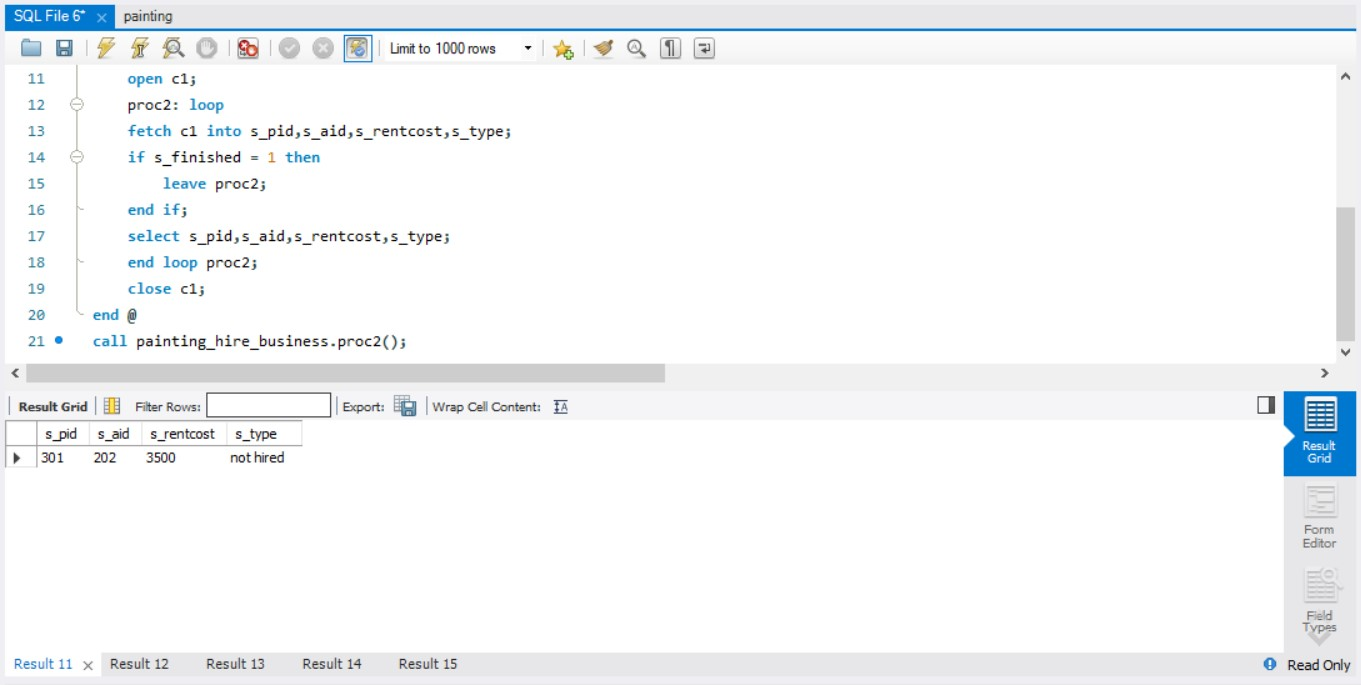 SQL File 6* × painting
Limit to 1000 rows
11 open c1;
12 proc2: loop
13 fetch c1 into s_pid,s_aid,s_rentcost,s_type;
14 if s_finished = 1 then
15 leave proc2;
16 end if;
17 select s_pid,s_aid,s_rentcost,s_type;
18 end loop proc2;
19 close c1;
20 end @
21 call painting_hire_business.proc2();
Result Grid Filter Rows: Export: Wrap Cell Content: IA
s_pid s_aid s_rentcost s_type
301 202 3500 not hired
Result
Grid
Form
Editor
Field
Types
Result 11 × Result 12 Result 13 Result 14 Result 15 Read Only